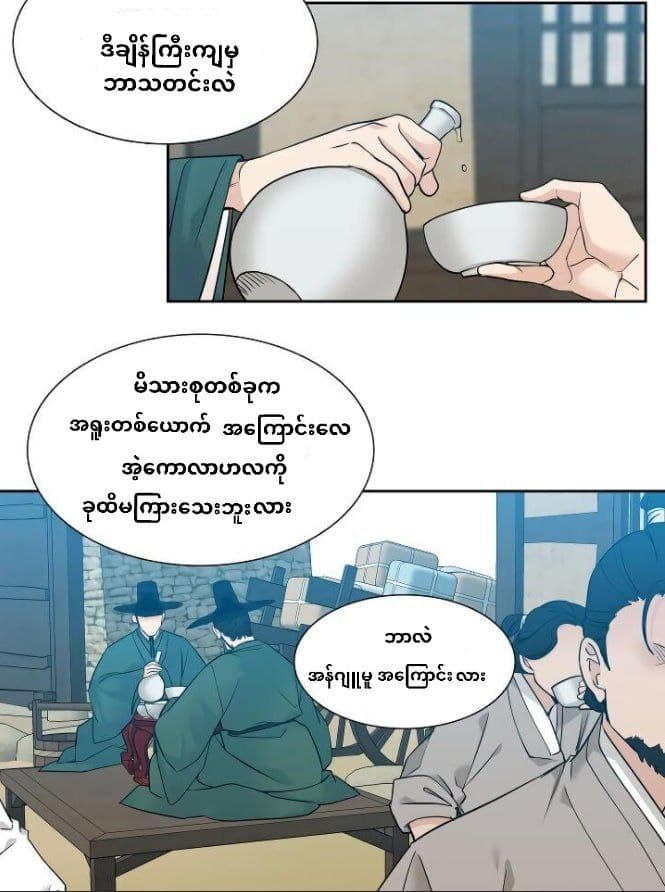 ဒီချိန်ကြီးကျမှ
ဘာသတင်းလဲ
မိသားစုတစ်ခုက
အရူးတစ်ယောက် အကြောင်းလေ
အဲ့ကောလာဟလကို
ခုထိမကြားသေးဘူးလား
ဘာလဲ
အန်ဂျူမူ အကြောင်း လား